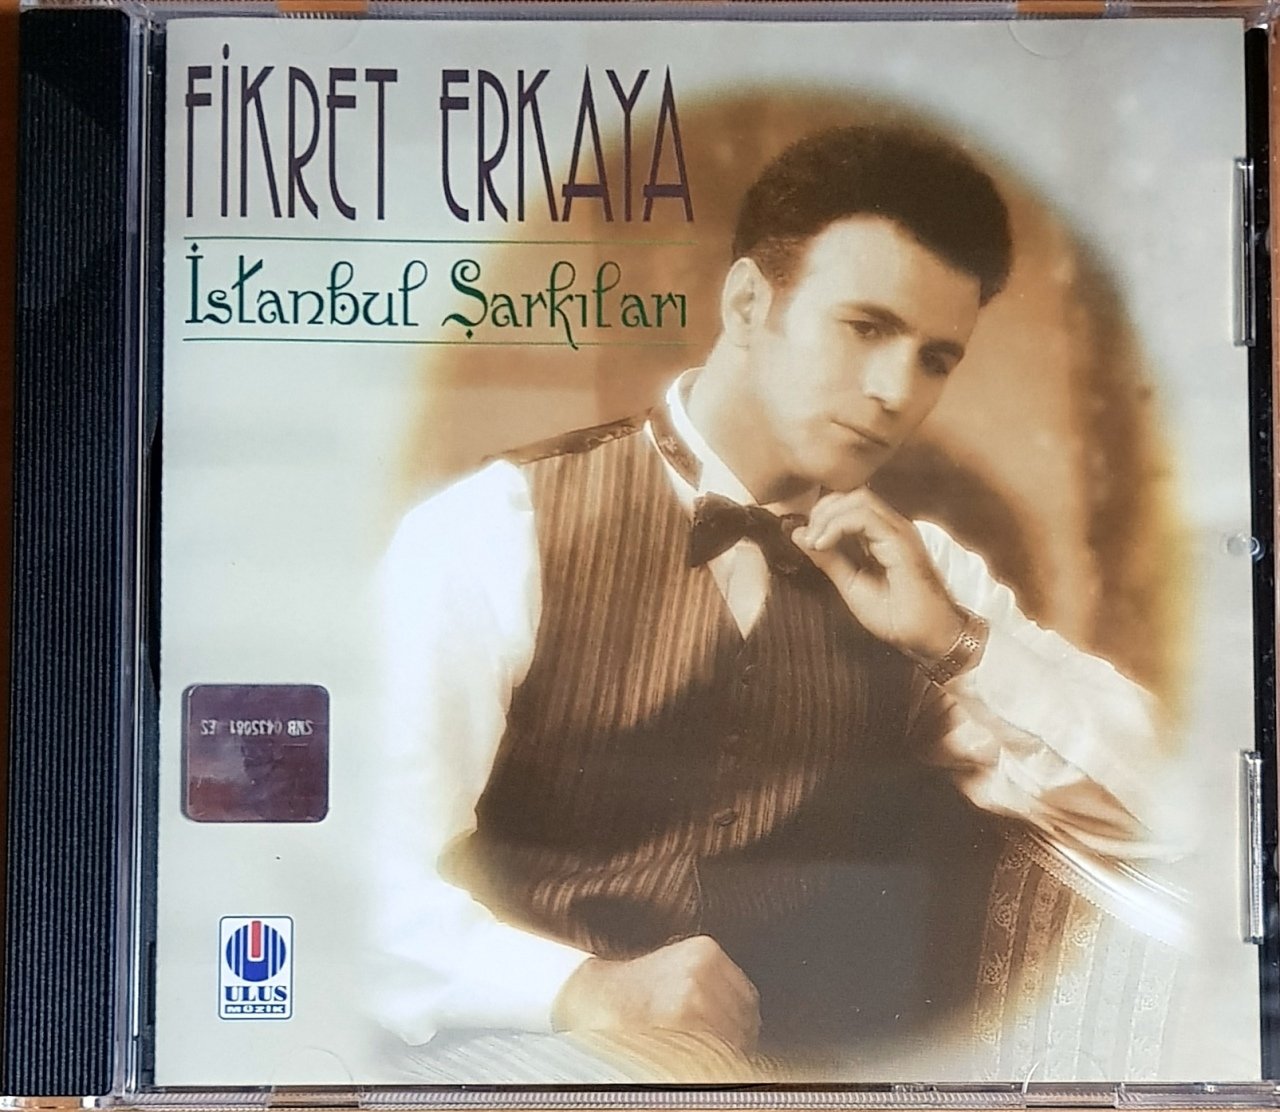 FİKRET ERKAYA
İstanbul Şarkıları
ULUS
MÜZİK